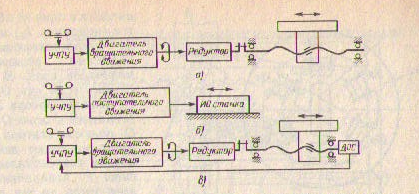 УЧПУ
Двигатель
вращательного
движения
Редуктор
а)
УЧПУ
Двигатель
поступательного
движения
ИО станка
б)
УЧПУ
Двигатель
вращательного
движения
Редуктор
ДОС
в)